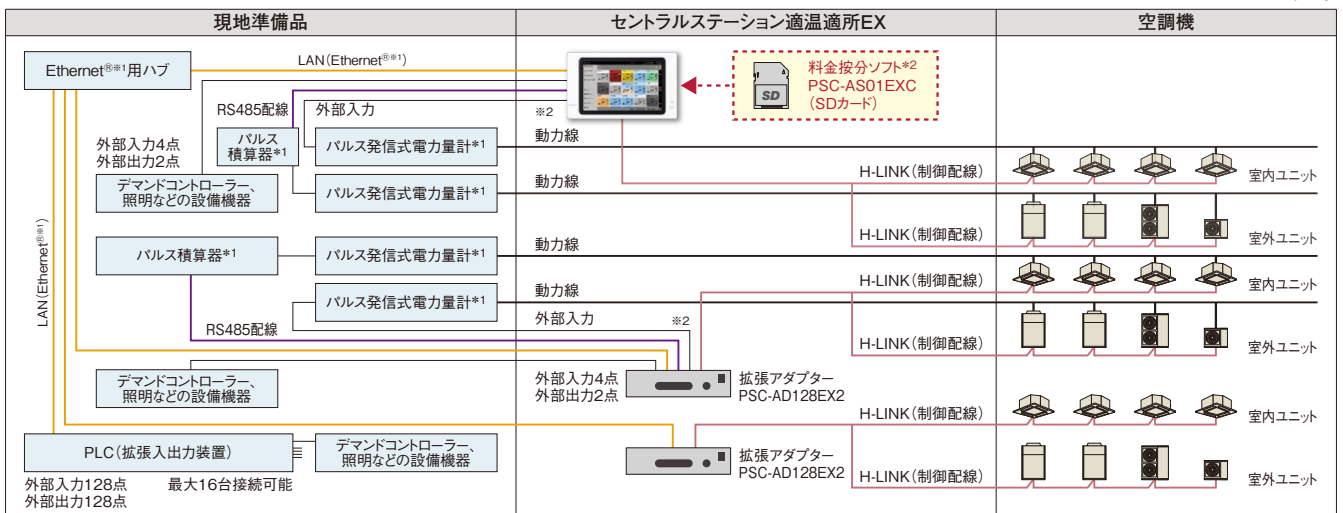 現地準備品
セントラルステーション適温適所EX
空調機
Ethernet®※1用ハブ
LAN(Ethernet®※1)
料金按分ソフト*2
PSC-AS01EXC
(SDカード)
SD
RS485配線
外部入力
※2
外部入力4点
外部出力2点
パルス
積算器*1
パルス発信式電力量計*1
動力線
H-LINK(制御配線)
室内ユニット
デマンドコントローラー、
照明などの設備機器
パルス発信式電力量計*1
動力線
H-LINK(制御配線)
室外ユニット
LAN(Ethernet®※1)
パルス積算器*1
パルス発信式電力量計*1
動力線
H-LINK(制御配線)
室内ユニット
パルス発信式電力量計*1
動力線
RS485配線
外部入力
※2
H-LINK(制御配線)
室外ユニット
デマンドコントローラー、
照明などの設備機器
外部入力4点
外部出力2点
拡張アダプター
PSC-AD128EX2
H-LINK(制御配線)
室内ユニット
PLC(拡張入出力装置)
デマンドコントローラー、
照明などの設備機器
拡張アダプター
PSC-AD128EX2
H-LINK(制御配線)
室外ユニット
外部入力128点
外部出力128点
最大16台接続可能